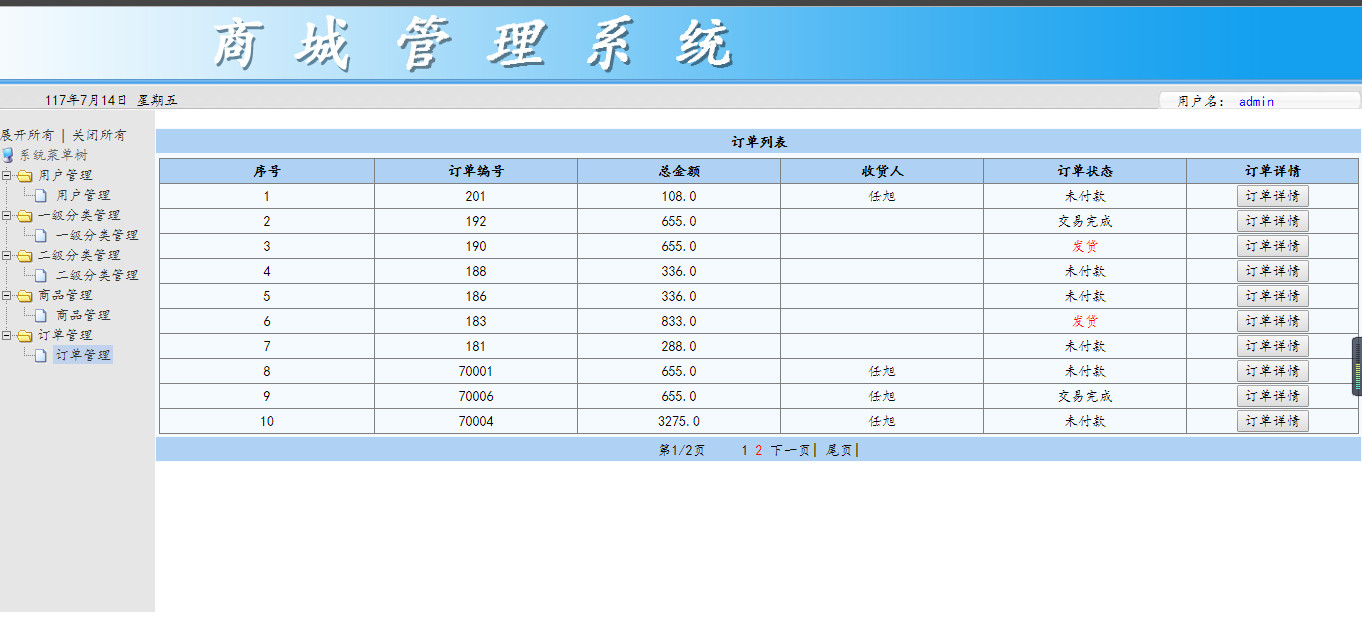 商城管理系统
117年7月14日 星期五 用户名： admin
展开所有 | 关闭所有
系统菜单树
用户管理
用户管理
一级分类管理
一级分类管理
二级分类管理
二级分类管理
商品管理
商品管理
订单管理
订单管理
订单列表
序号 订单编号 总金额 收货人 订单状态 订单详情
1 201 108.0 任旭 未付款 订单详情
2 192 655.0 交易完成 订单详情
3 190 655.0 发货 订单详情
4 188 336.0 未付款 订单详情
5 186 336.0 未付款 订单详情
6 183 833.0 发货 订单详情
7 181 288.0 未付款 订单详情
8 70001 655.0 任旭 未付款 订单详情
9 70006 655.0 任旭 交易完成 订单详情
10 70004 3275.0 任旭 未付款 订单详情
第1/2页 1 2 下一页| 尾页|